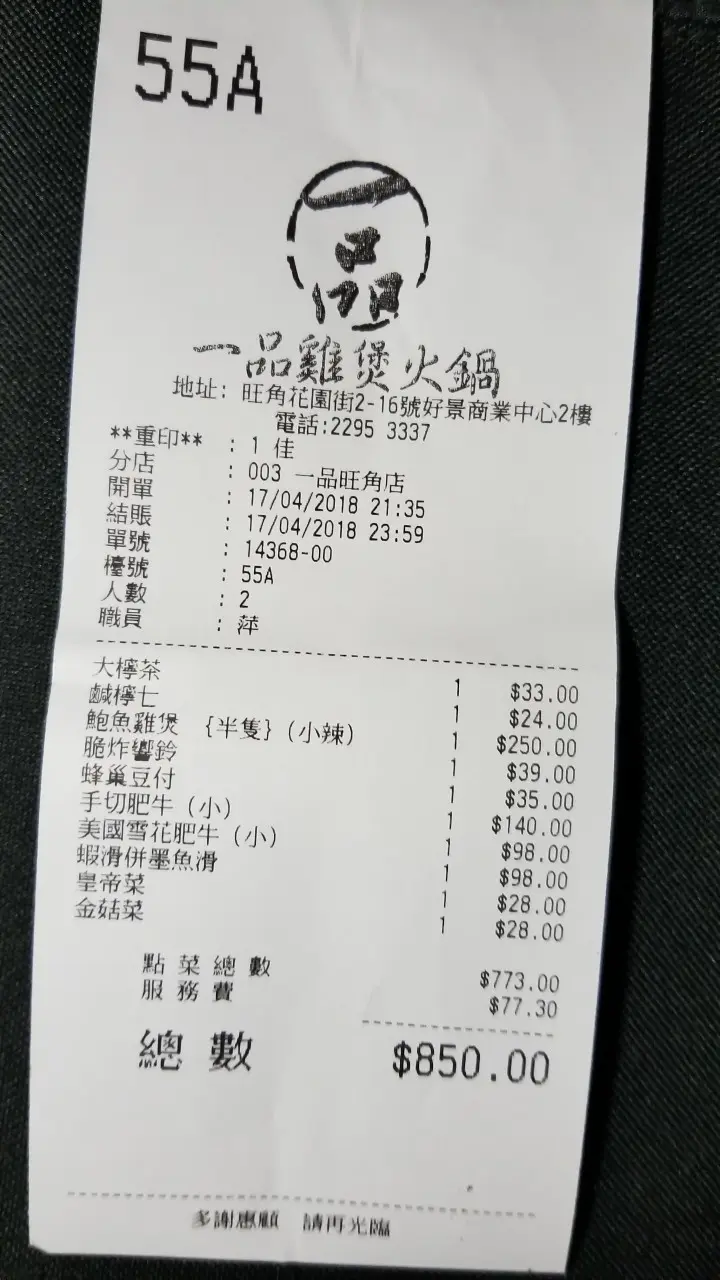 55A
一品
一品雞煲火鍋
地址: 旺角花園街2-16號好景商業中心2樓
電話:2295 3337
**重印** : 1 佳
分店 : 003 一品旺角店
開單 : 17/04/2018 21:35
結賬 : 17/04/2018 23:59
單號 : 14368-00
檯號 : 55A
人數 : 2
職員 : 萍
大檸茶 1 $33.00
鹹檸七 1 $24.00
鮑魚雞煲 {半隻} (小辣) 1 $250.00
脆炸響鈴 1 $39.00
蜂巢豆付 1 $35.00
手切肥牛 (小) 1 $140.00
美國雪花肥牛 (小) 1 $98.00
蝦滑併墨魚滑 1 $98.00
皇帝菜 1 $28.00
金菇菜 1 $28.00
點菜總數 $773.00
服務費 $77.30
總數 $850.00
多謝惠顧 請再光臨